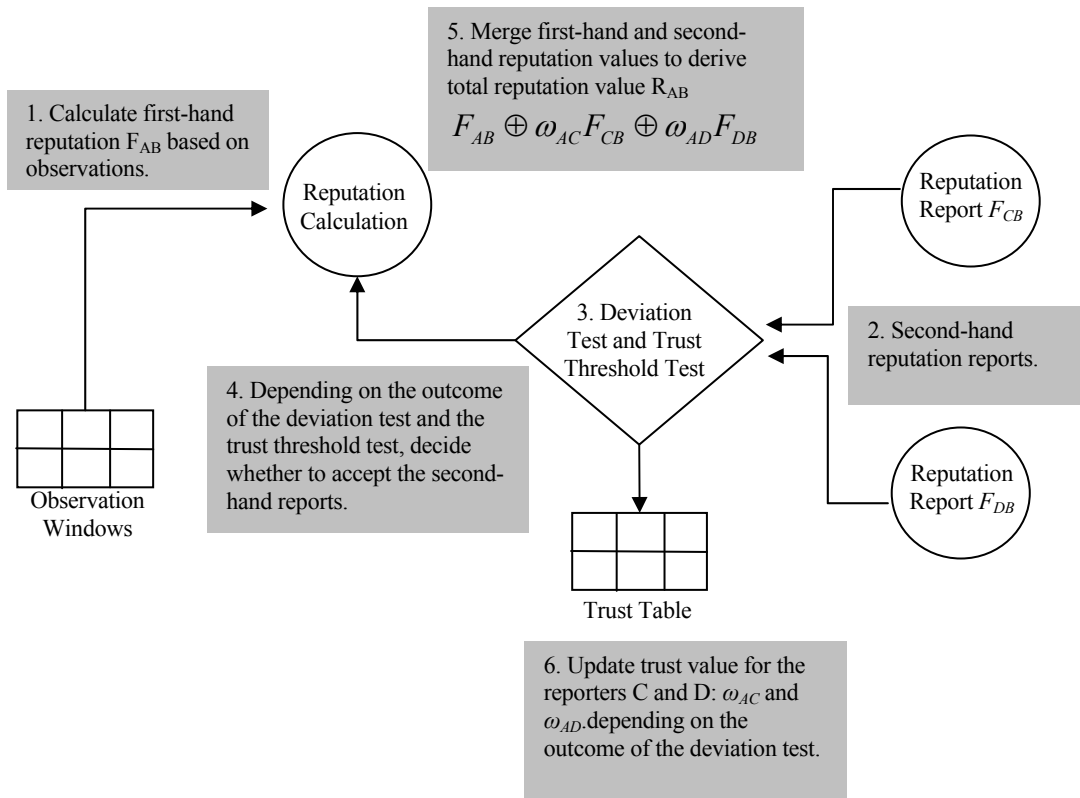 5. Merge first-hand and second-
hand reputation values to derive
total reputation value R_AB
F_AB ⊕ ω_AC F_CB ⊕ ω_AD F_DB
1. Calculate first-hand
reputation F_AB based on
observations.
Reputation
Calculation
Reputation
Report F_CB
3. Deviation
Test and Trust
Threshold Test
2. Second-hand
reputation reports.
4. Depending on the outcome
of the deviation test and the
trust threshold test, decide
whether to accept the second-
hand reports.
Observation
Windows
Reputation
Report F_DB
Trust Table
6. Update trust value for the
reporters C and D: ω_AC and
ω_AD.depending on the
outcome of the deviation test.